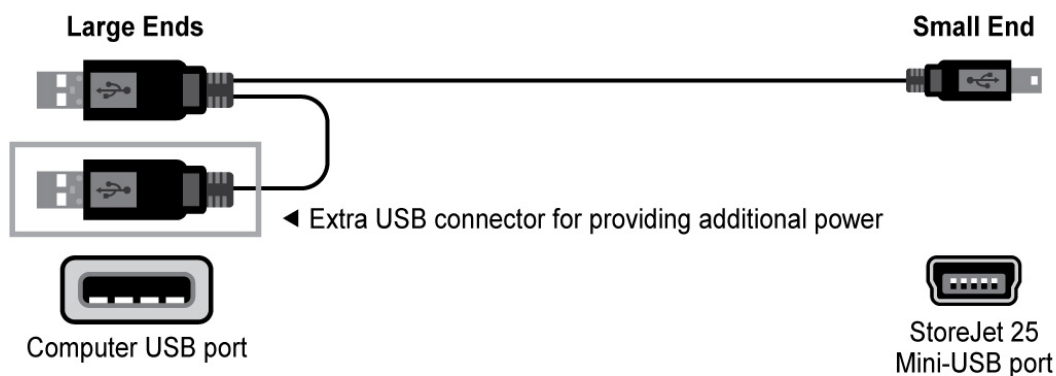 Large Ends
Small End
◄ Extra USB connector for providing additional power
Computer USB port
StoreJet 25
Mini-USB port